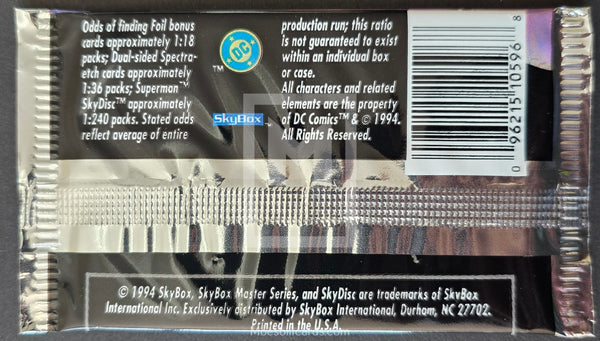 Odds of finding Foil bonus
cards approximately 1:18
packs; Dual-sided Spectra-
etch cards approximately
1:36 packs; Superman™
SkyDisc™ approximately
1:240 packs. Stated odds
reflect average of entire
DC
™
SkyBox™
production run; this ratio
is not guaranteed to exist
within an individual box
or case.
All characters and related
elements are the property
of DC Comics™ & © 1994.
All Rights Reserved.
0 96215 10596 8
© 1994 SkyBox, SkyBox Master Series, and SkyDisc are trademarks of SkyBox
International Inc. Exclusively distributed by SkyBox International, Durham, NC 27702.
Printed in the U.S.A.